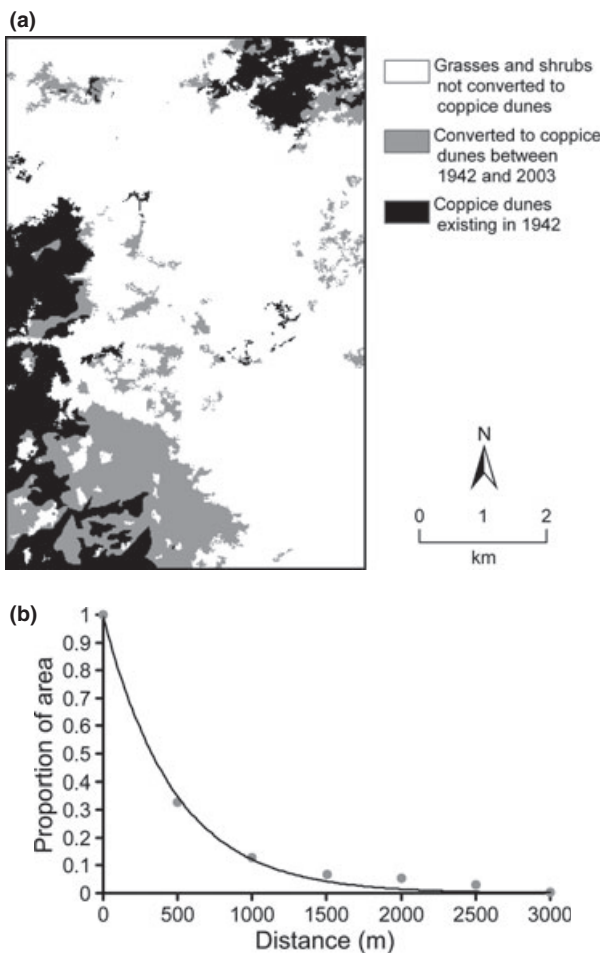 (a)
Grasses and shrubs
not converted to
coppice dunes
Converted to coppice
dunes between
1942 and 2003
Coppice dunes
existing in 1942
N
0 1 2
km
(b)
Proportion of area
1
0.9
0.8
0.7
0.6
0.5
0.4
0.3
0.2
0.1
0
0 500 1000 1500 2000 2500 3000
Distance (m)